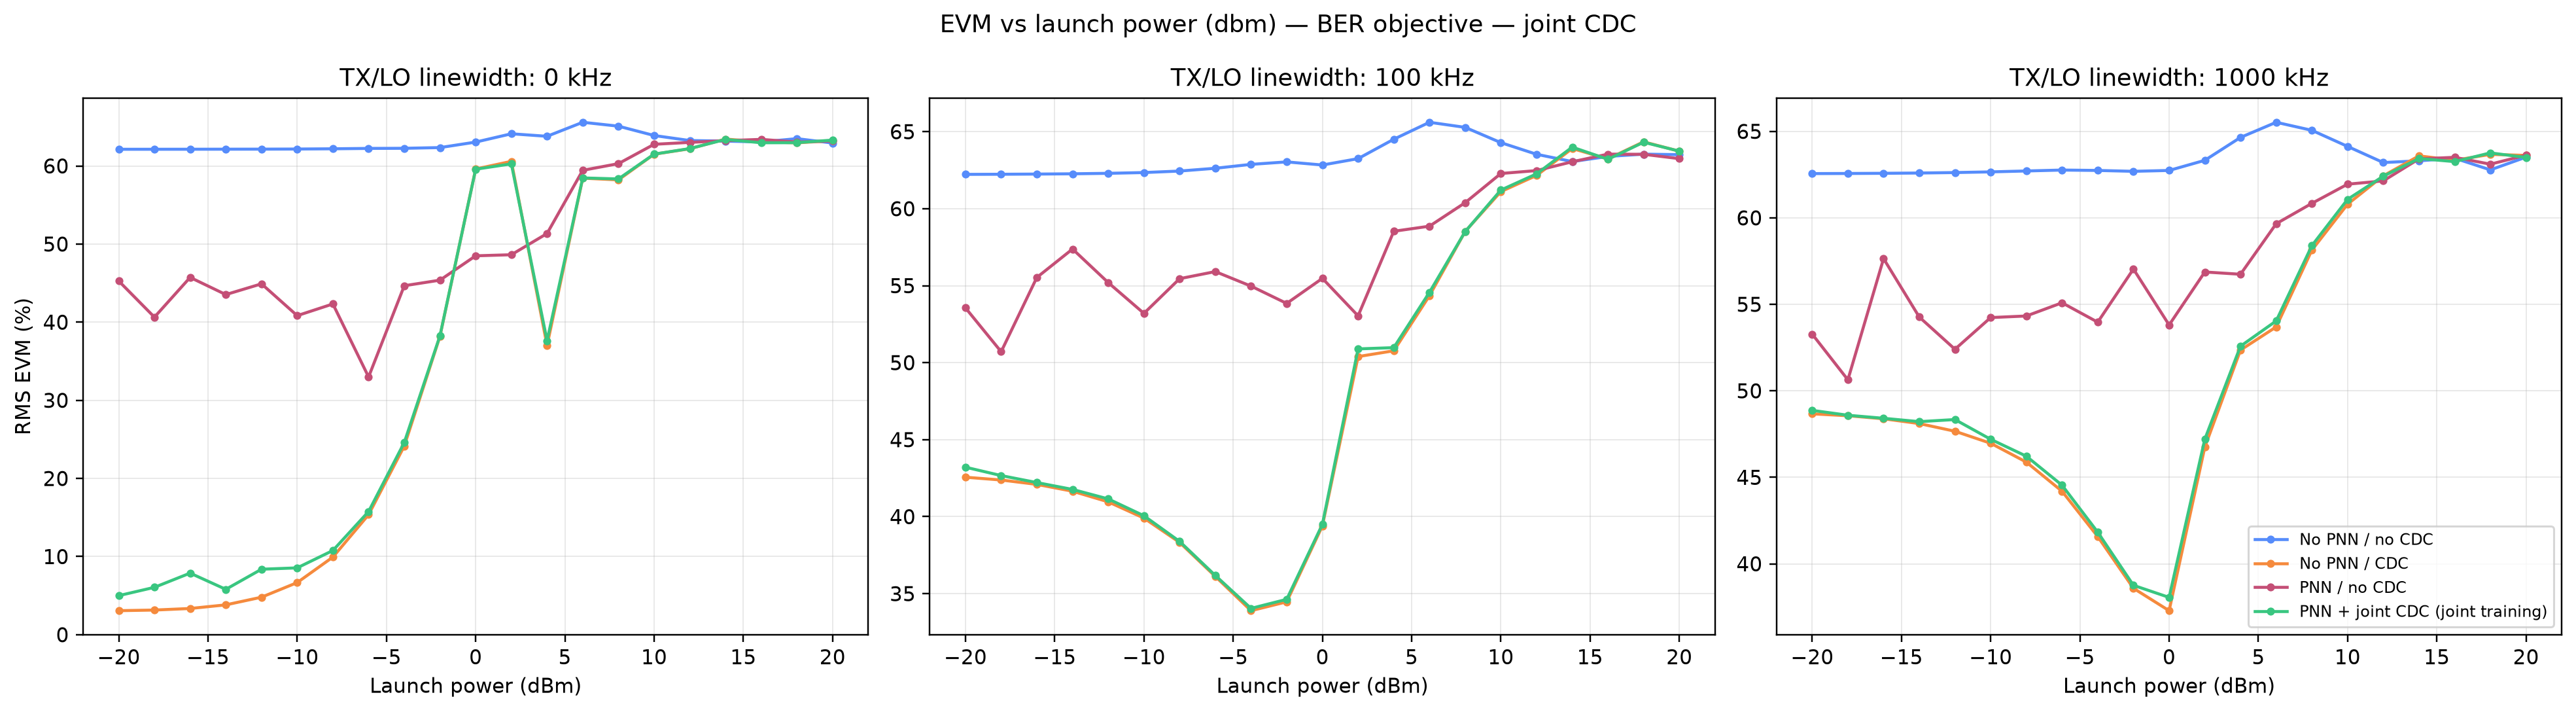 EVM vs launch power (dbm) — BER objective — joint CDC
TX/LO linewidth: 0 kHz
RMS EVM (%)
60
50
40
30
20
10
0
−20 −15 −10 −5 0 5 10 15 20
Launch power (dBm)
TX/LO linewidth: 100 kHz
65
60
55
50
45
40
35
−20 −15 −10 −5 0 5 10 15 20
Launch power (dBm)
TX/LO linewidth: 1000 kHz
65
60
55
50
45
40
No PNN / no CDC
No PNN / CDC
PNN / no CDC
PNN + joint CDC (joint training)
−20 −15 −10 −5 0 5 10 15 20
Launch power (dBm)